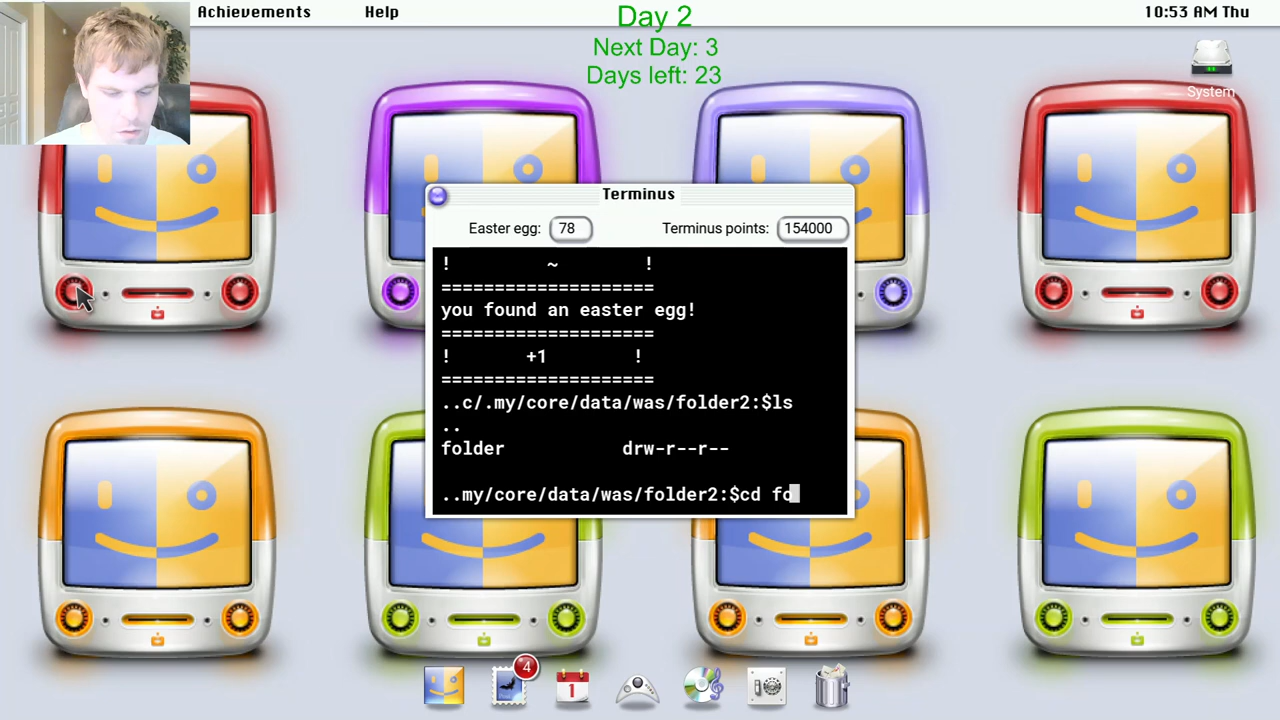 Achievements Help
Day 2
Next Day: 3
Days left: 23
10:53 AM Thu
System
Terminus
Easter egg: 78 Terminus points: 154000
! ~ !
====================
you found an easter egg!
====================
! +1 !
====================
..c/.my/core/data/was/folder2:$ls
..
folder drw-r--r--
..my/core/data/was/folder2:$cd fo
4
1